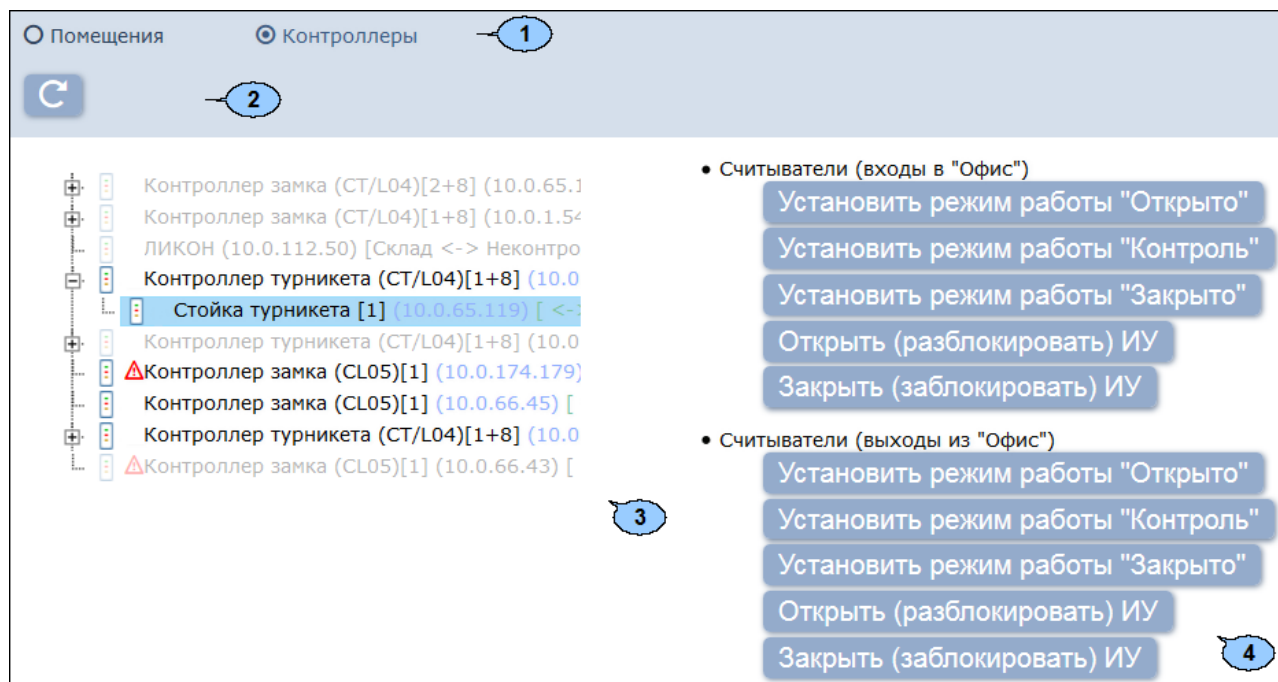 Помещения Контроллеры 1
2
Контроллер замка (CT/L04)[2+8] (10.0.65.1
Контроллер замка (CT/L04)[1+8] (10.0.1.54
ЛИКОН (10.0.112.50) [Склад <-> Неконтро
Контроллер турникета (CT/L04)[1+8] (10.0
Стойка турникета [1] (10.0.65.119) [ <->
Контроллер турникета (CT/L04)[1+8] (10.0
Контроллер замка (CL05)[1] (10.0.174.179)
Контроллер замка (CL05)[1] (10.0.66.45) [
Контроллер турникета (CT/L04)[1+8] (10.0
Контроллер замка (CL05)[1] (10.0.66.43) [
3
• Считыватели (входы в "Офис")
Установить режим работы "Открыто"
Установить режим работы "Контроль"
Установить режим работы "Закрыто"
Открыть (разблокировать) ИУ
Закрыть (заблокировать) ИУ
• Считыватели (выходы из "Офис")
Установить режим работы "Открыто"
Установить режим работы "Контроль"
Установить режим работы "Закрыто"
Открыть (разблокировать) ИУ
Закрыть (заблокировать) ИУ
4